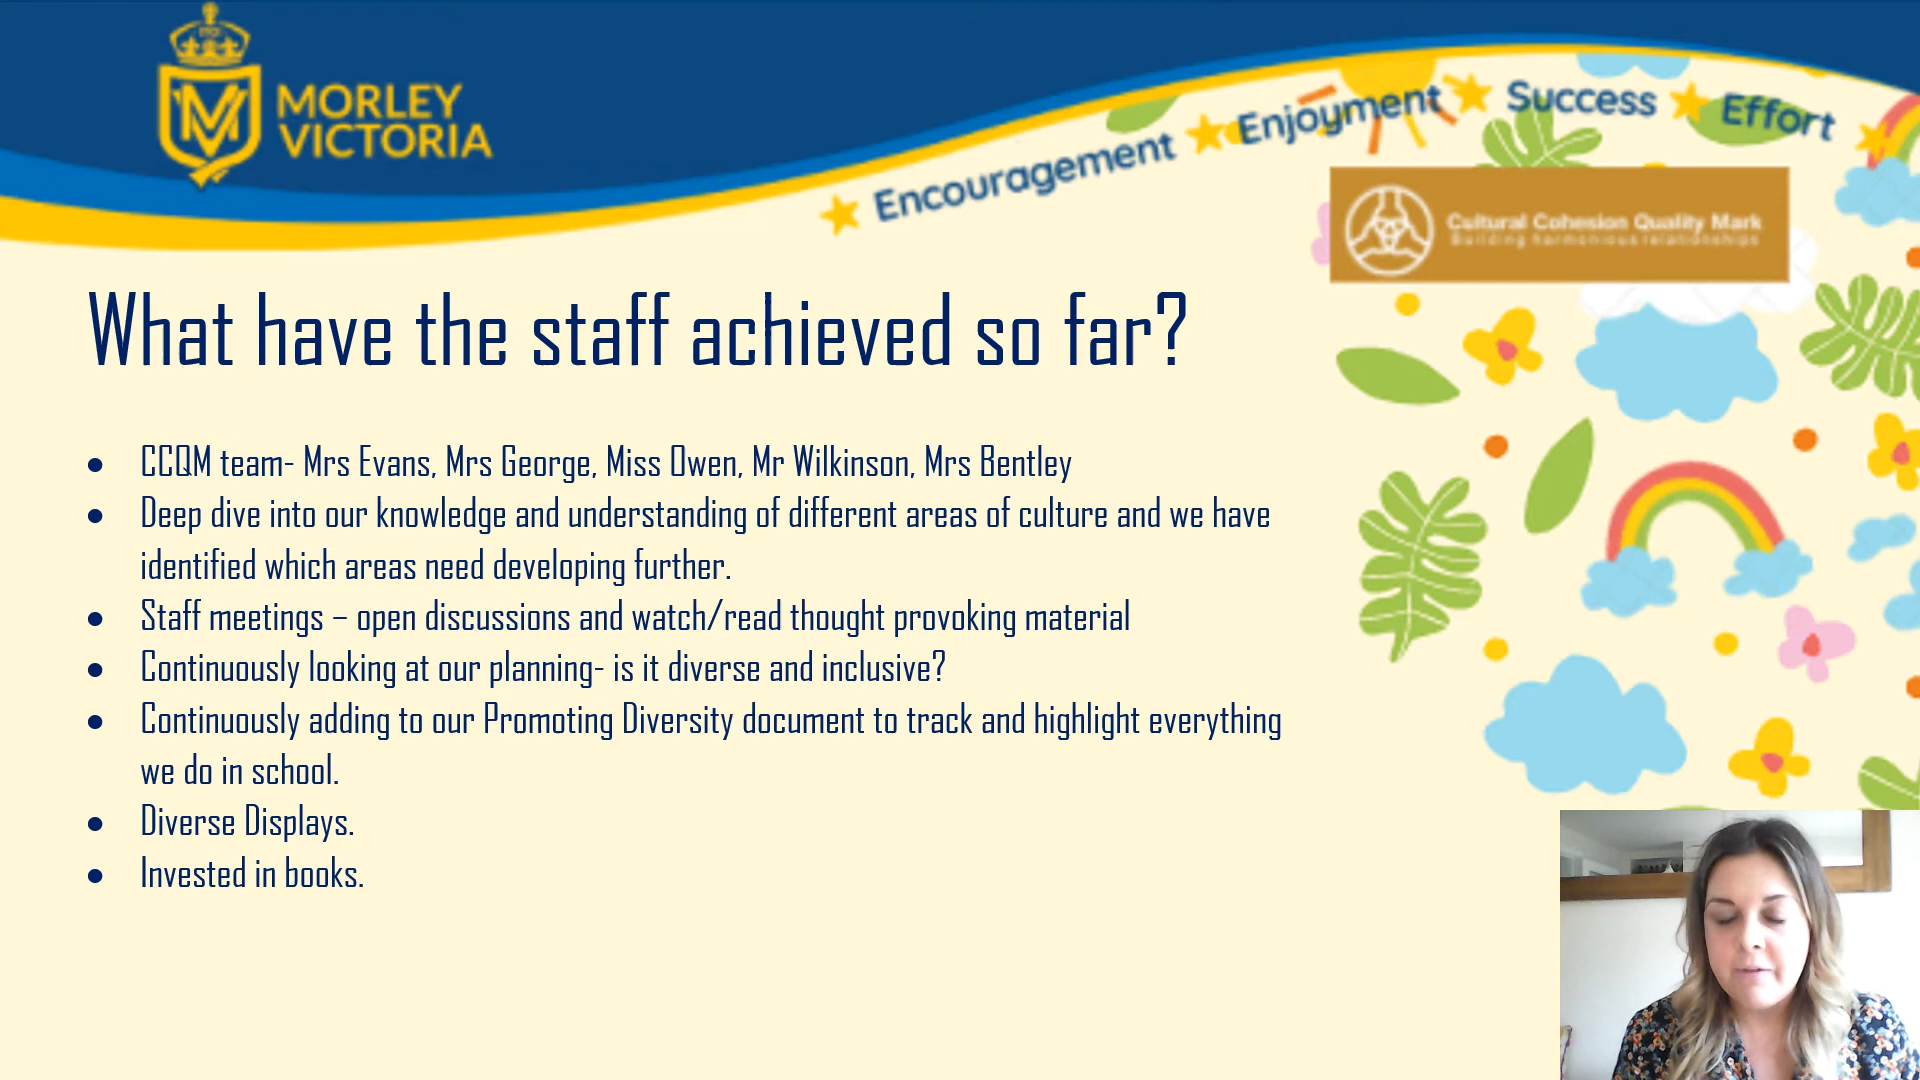 MORLEY
VICTORIA
Encouragement Enjoyment Success Effort
Cultural Cohesion Quality Mark
Building harmonious relationships
What have the staff achieved so far?
• CCQM team- Mrs Evans, Mrs George, Miss Owen, Mr Wilkinson, Mrs Bentley
• Deep dive into our knowledge and understanding of different areas of culture and we have
identified which areas need developing further.
• Staff meetings – open discussions and watch/read thought provoking material
• Continuously looking at our planning- is it diverse and inclusive?
• Continuously adding to our Promoting Diversity document to track and highlight everything
we do in school.
• Diverse Displays.
• Invested in books.